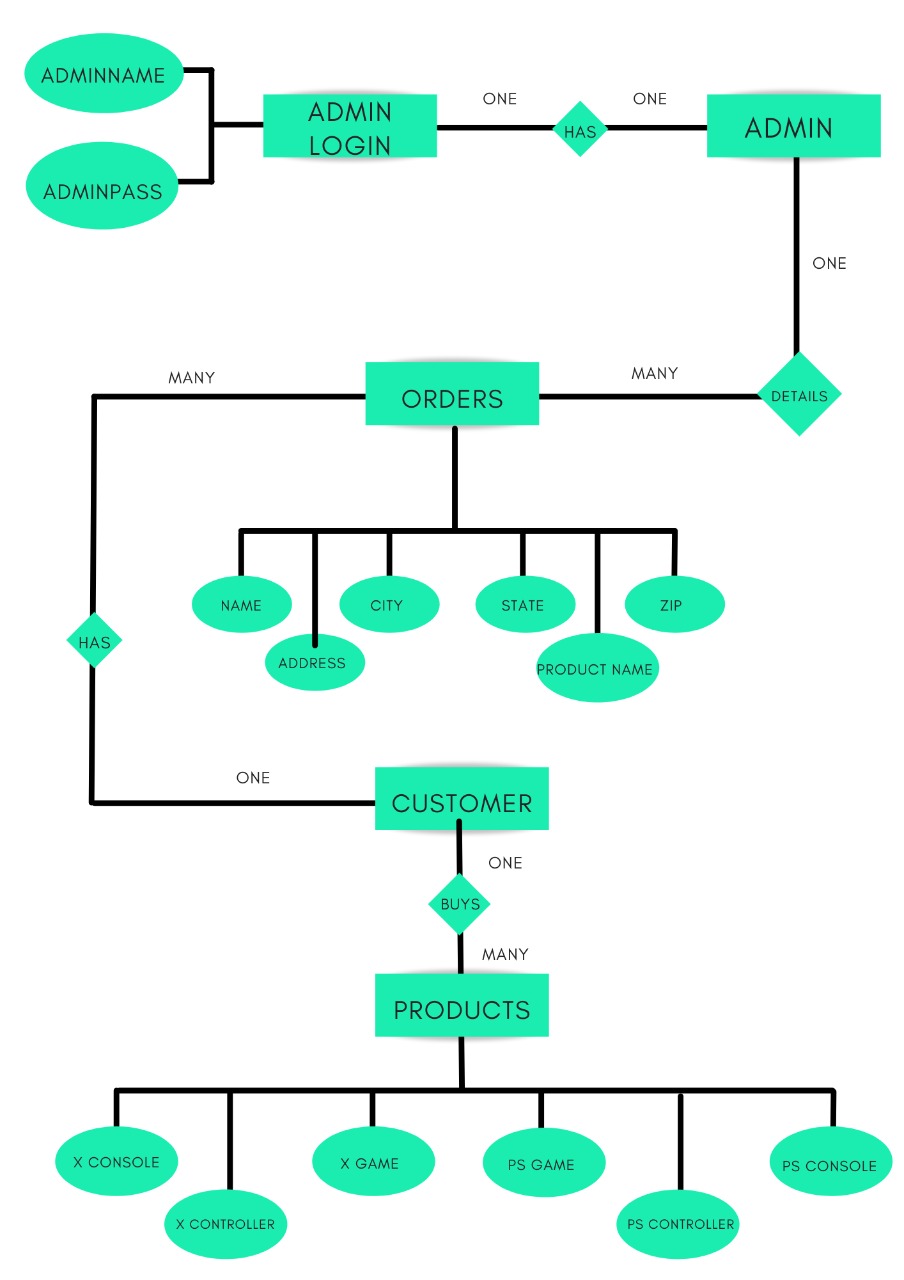 ADMINNAME
ADMINPASS
ADMIN
LOGIN
ONE
HAS
ONE
ADMIN
ONE
MANY
ORDERS
MANY
DETAILS
NAME
ADDRESS
CITY
STATE
PRODUCT NAME
ZIP
HAS
ONE
CUSTOMER
ONE
BUYS
MANY
PRODUCTS
X CONSOLE
X CONTROLLER
X GAME
PS GAME
PS CONTROLLER
PS CONSOLE